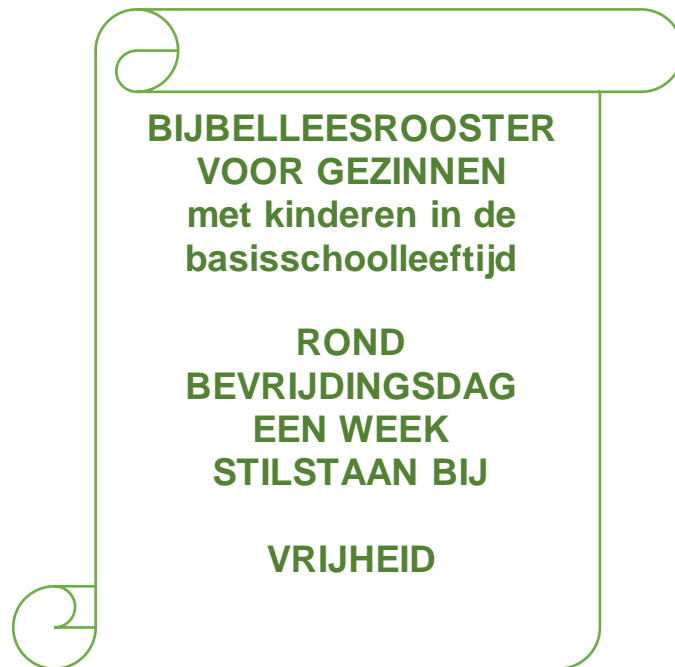 BIJBELLEESROOSTER
VOOR GEZINNEN
met kinderen in de
basisschoolleeftijd
ROND
BEVRIJDINGSDAG
EEN WEEK
STILSTAAN BIJ
VRIJHEID